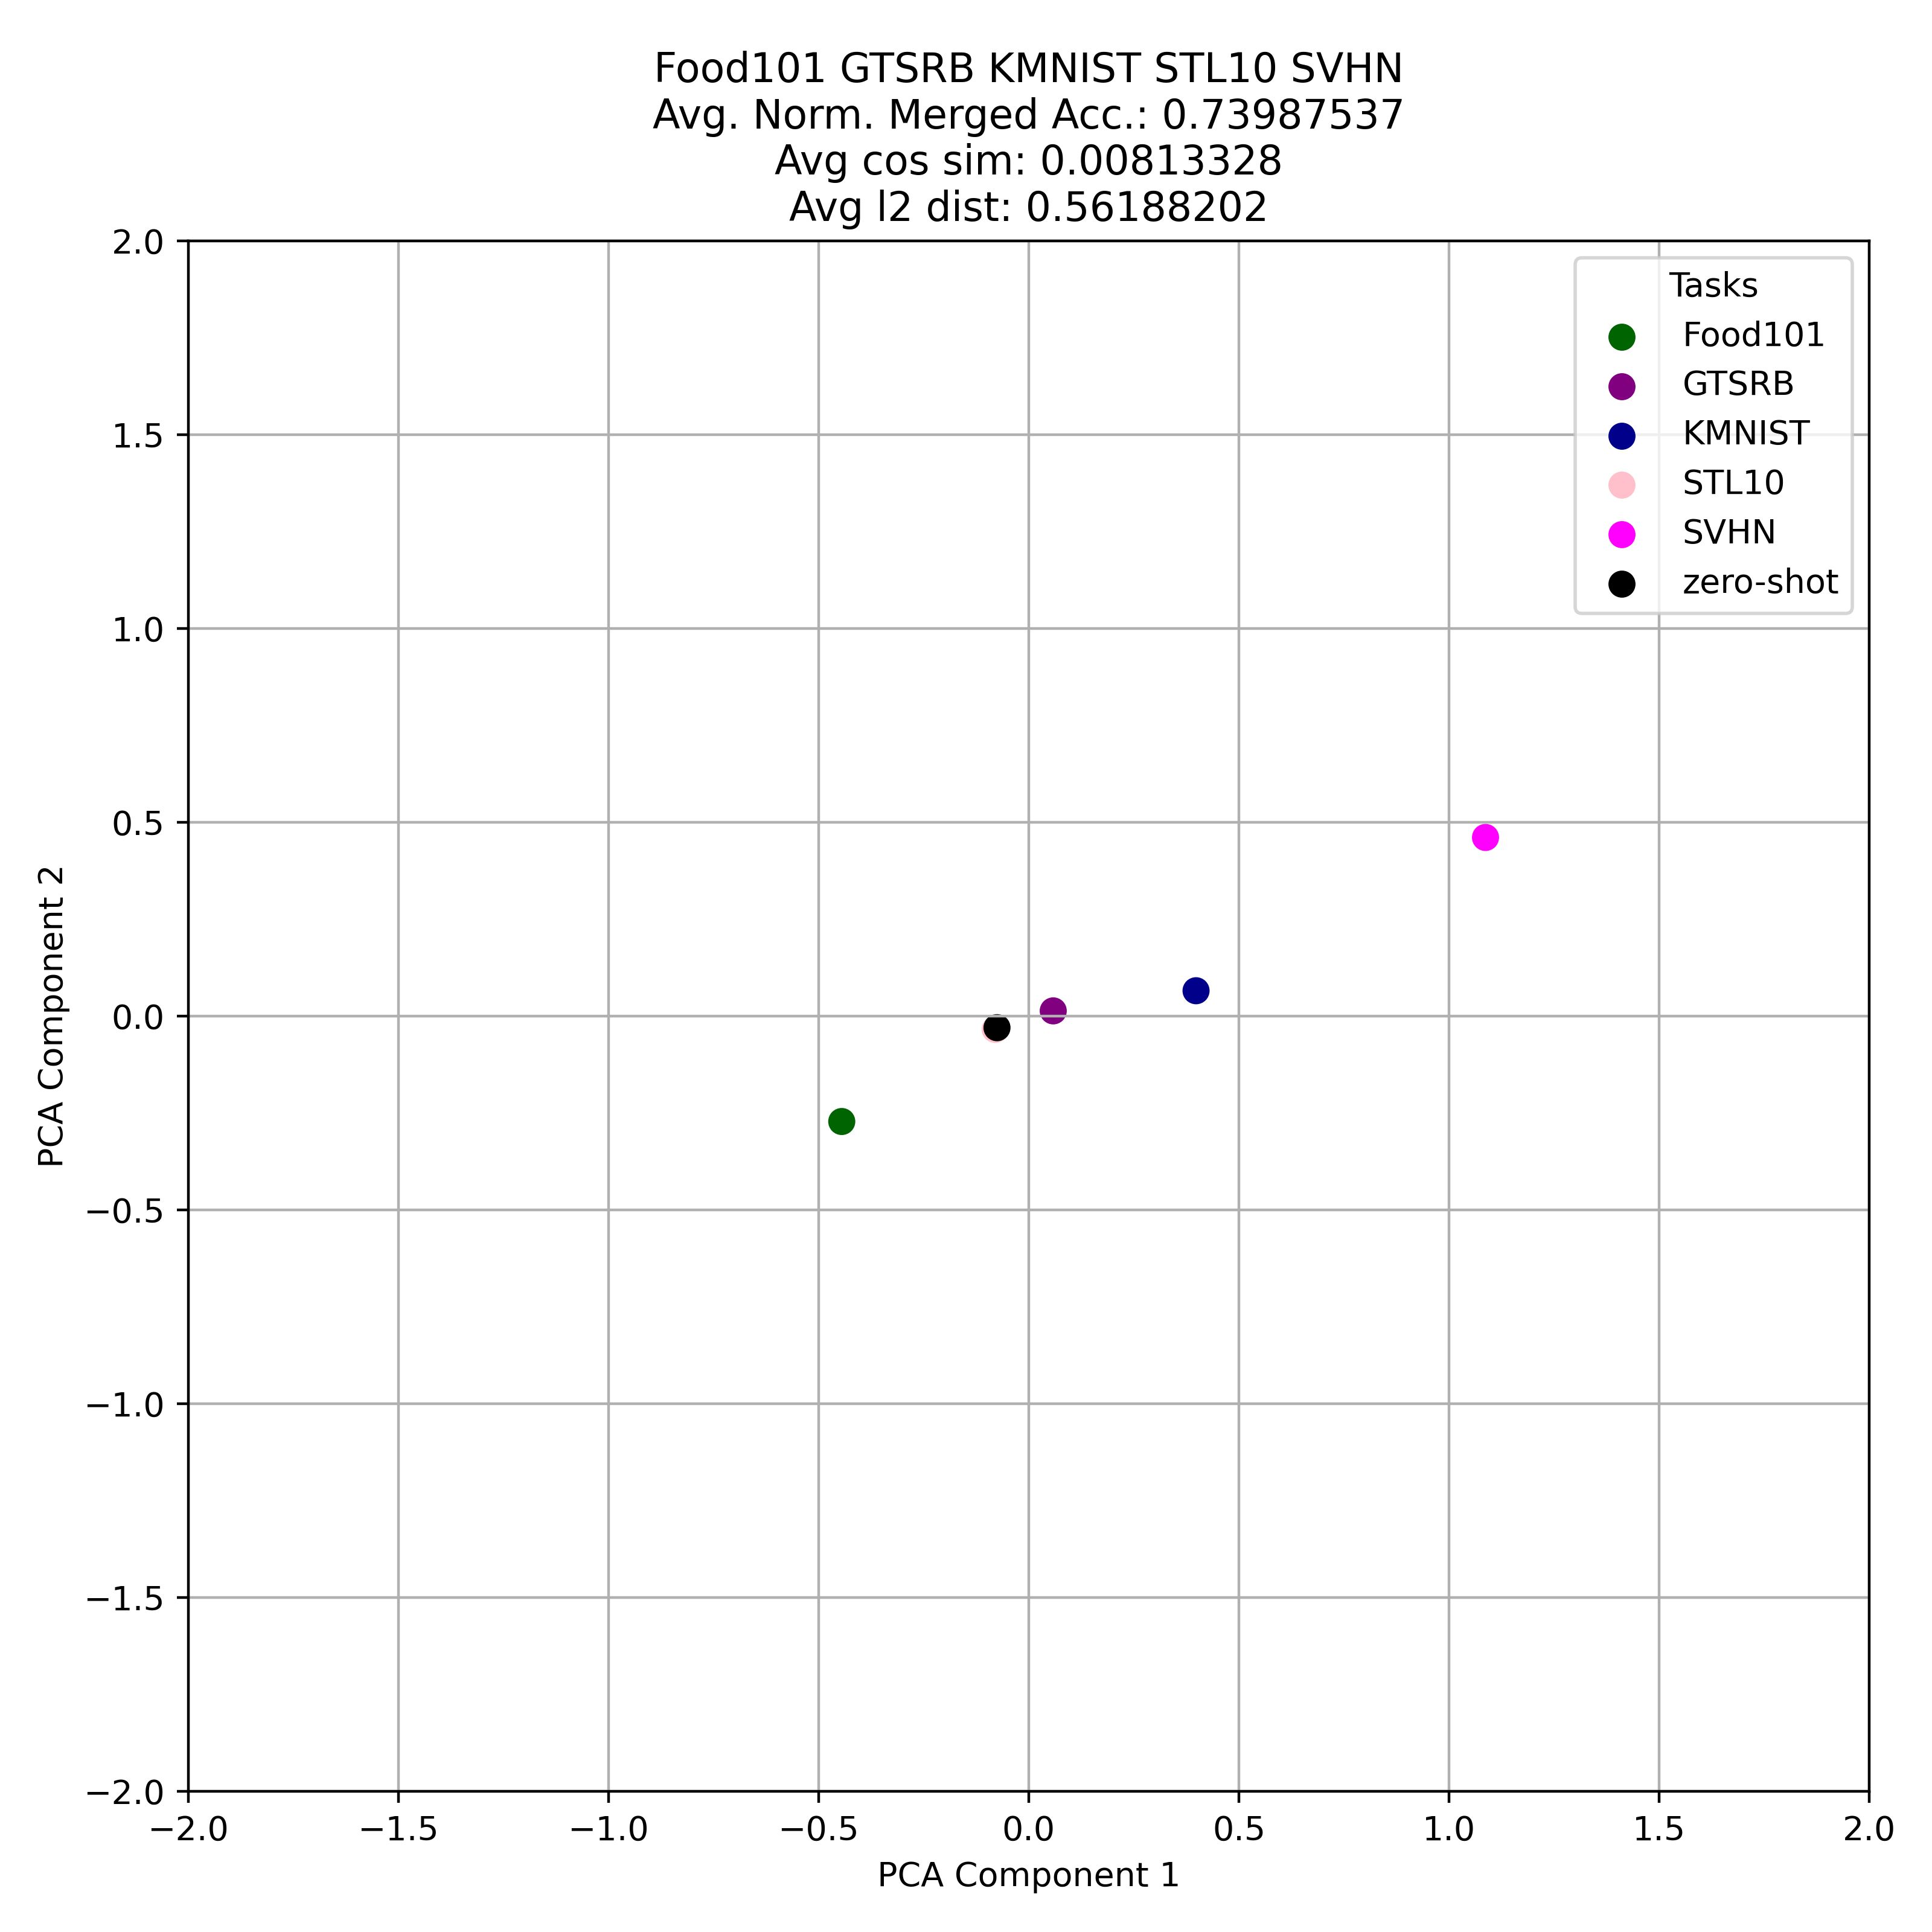 Food101 GTSRB KMNIST STL10 SVHN
Avg. Norm. Merged Acc.: 0.73987537
Avg cos sim: 0.00813328
Avg l2 dist: 0.56188202
Tasks
Food101
GTSRB
KMNIST
STL10
SVHN
zero-shot
PCA Component 2
2.0
1.5
1.0
0.5
0.0
−0.5
−1.0
−1.5
−2.0
−2.0 −1.5 −1.0 −0.5 0.0 0.5 1.0 1.5 2.0
PCA Component 1